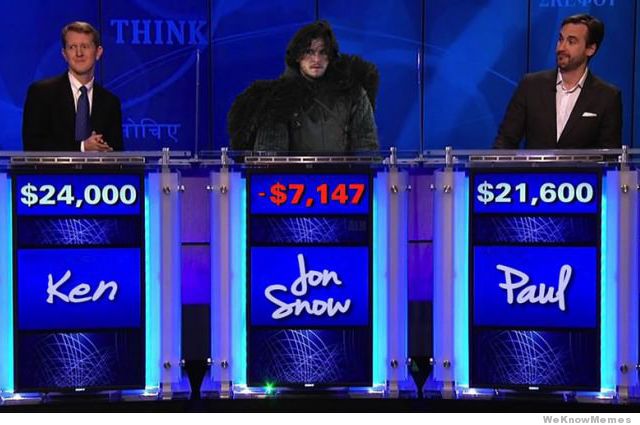 THINK
सोचिए
$24,000
- $7,147
$21,600
Ken
Jon
Snow
Paul
WeKnowMemes